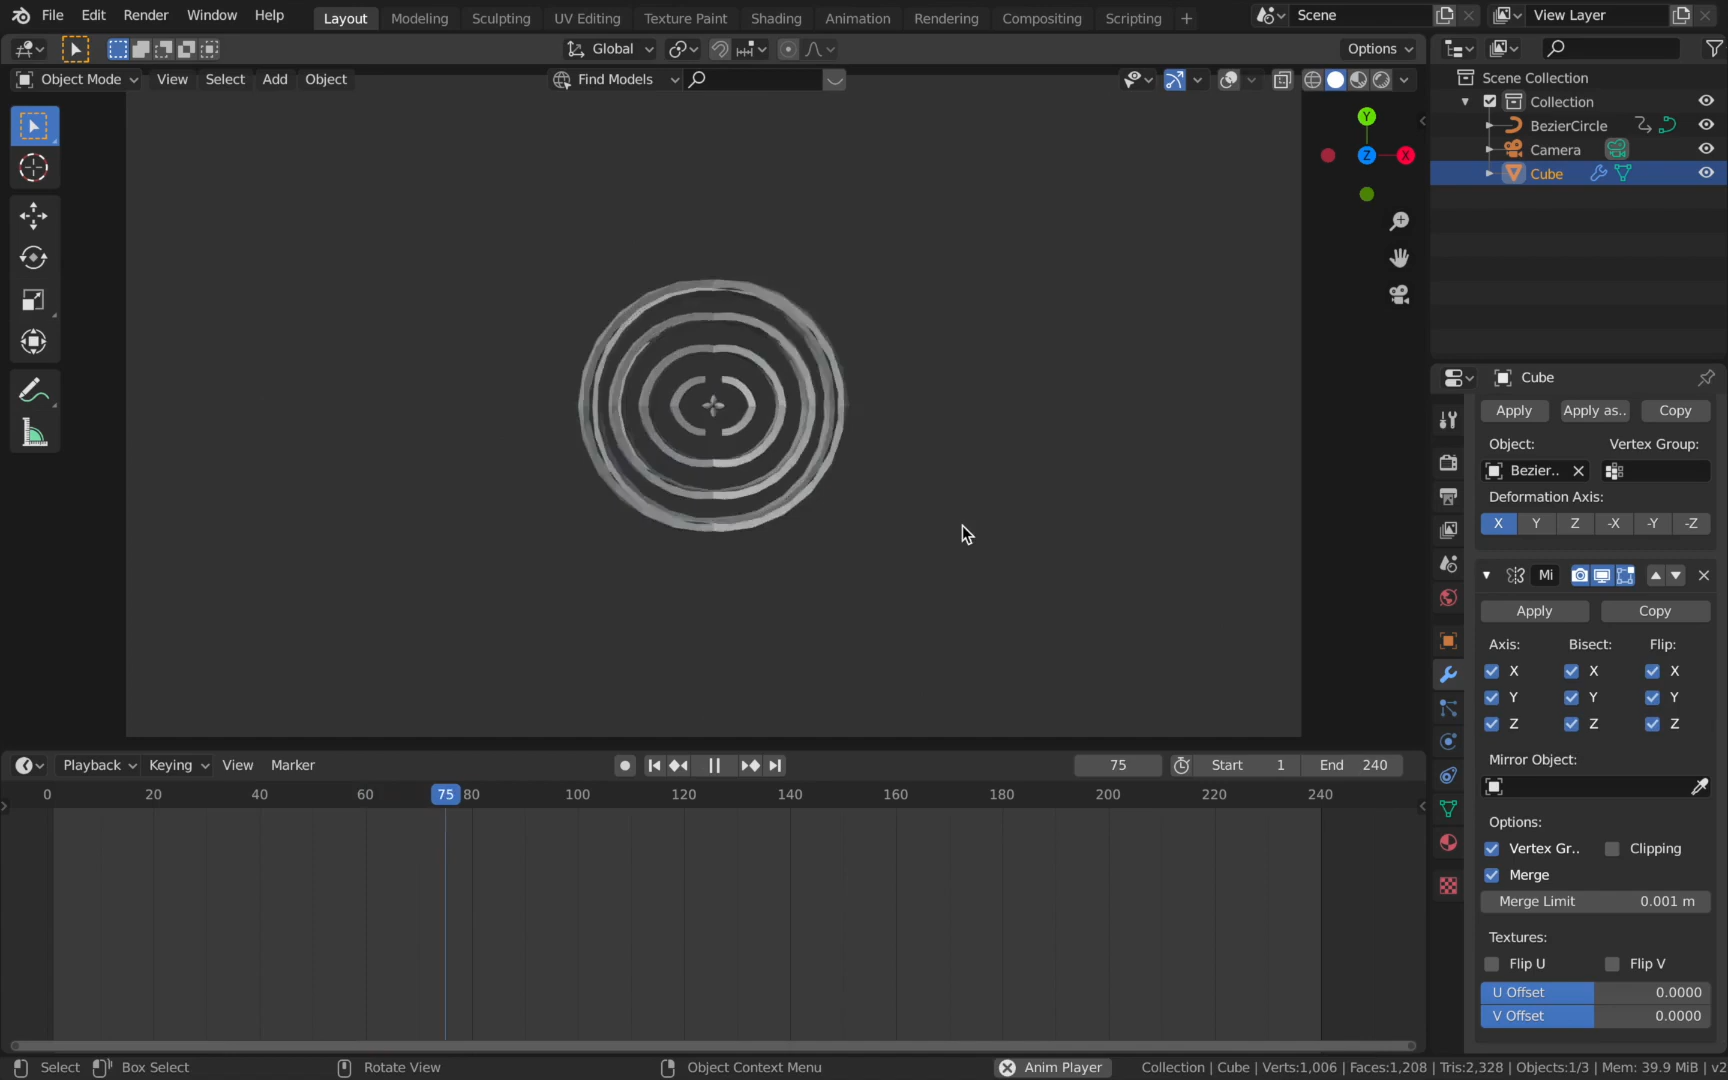 File Edit Render Window Help Layout Modeling Sculpting UV Editing Texture Paint Shading Animation Rendering Compositing Scripting + Scene View Layer
Global Options
Object Mode View Select Add Object Find Models
Scene Collection
Collection
BezierCircle
Camera
Cube
Y
Z X
Cube
Apply Apply as.. Copy
Object: Vertex Group:
Bezier..
Deformation Axis:
X Y Z -X -Y -Z
Mi
Apply Copy
Axis: Bisect: Flip:
X X X
Y Y Y
Z Z Z
Mirror Object:
Options:
Vertex Gr.. Clipping
Merge
Merge Limit 0.001 m
Textures:
Flip U Flip V
U Offset 0.0000
V Offset 0.0000
Playback Keying View Marker 75 Start 1 End 240
0 20 40 60 75 80 100 120 140 160 180 200 220 240
Select Box Select Rotate View Object Context Menu Anim Player Collection | Cube | Verts:1,006 | Faces:1,208 | Tris:2,328 | Objects:1/3 | Mem: 39.9 MiB | v2